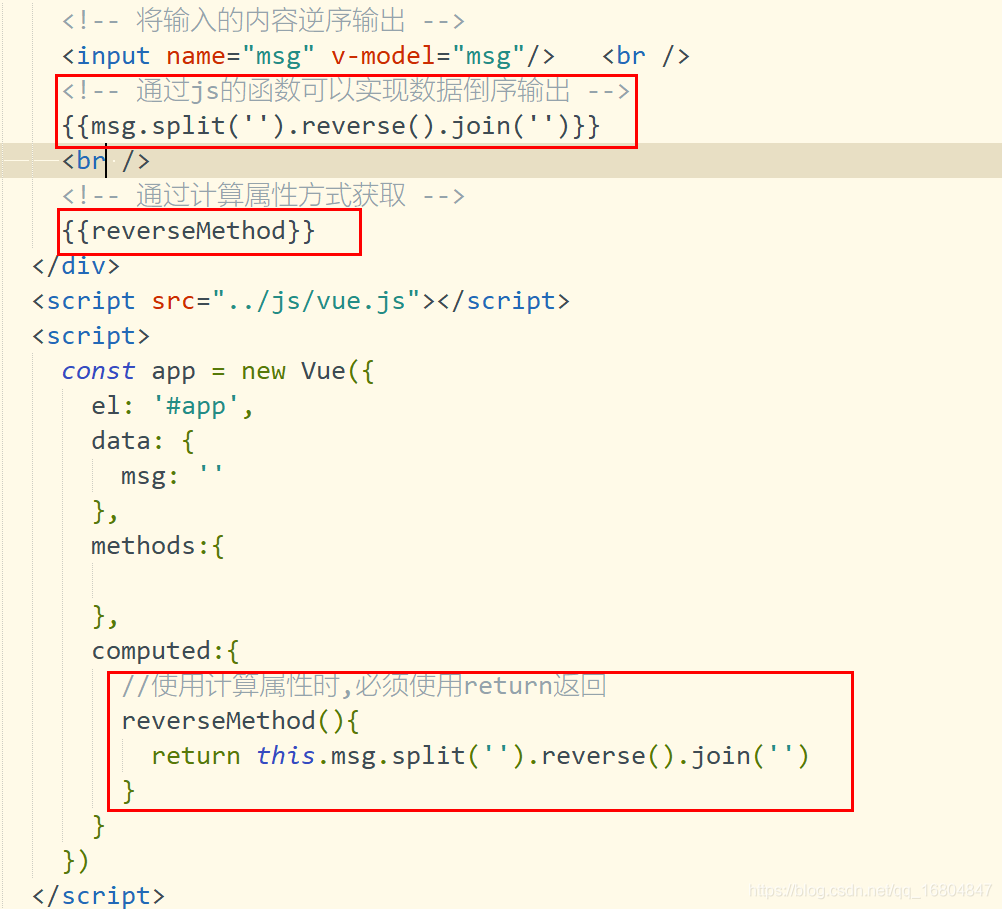 <!-- 将输入的内容逆序输出 -->
<input name="msg" v-model="msg"/>   <br />
<!-- 通过js的函数可以实现数据倒序输出 -->
{{msg.split('').reverse().join('')}}
<br />
<!-- 通过计算属性方式获取 -->
{{reverseMethod}}
</div>
<script src="../js/vue.js"></script>
<script>
const app = new Vue({
el: '#app',
data: {
msg: ''
},
methods:{
},
computed:{
//使用计算属性时,必须使用return返回
reverseMethod(){
return this.msg.split('').reverse().join('')
}
}
})
</script>
https://blog.csdn.net/qq_16804847